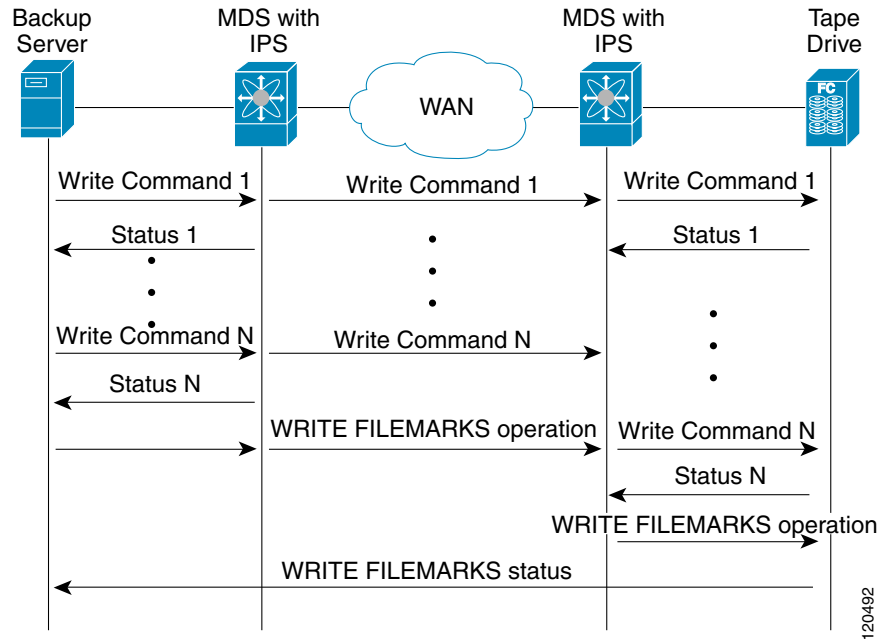 Backup
Server
MDS with
IPS
MDS with
IPS
Tape
Drive
WAN
FC
Write Command 1
Write Command 1
Write Command 1
Status 1
Status 1
Write Command N
Write Command N
Status N
WRITE FILEMARKS operation
Write Command N
Status N
WRITE FILEMARKS operation
WRITE FILEMARKS status
120492